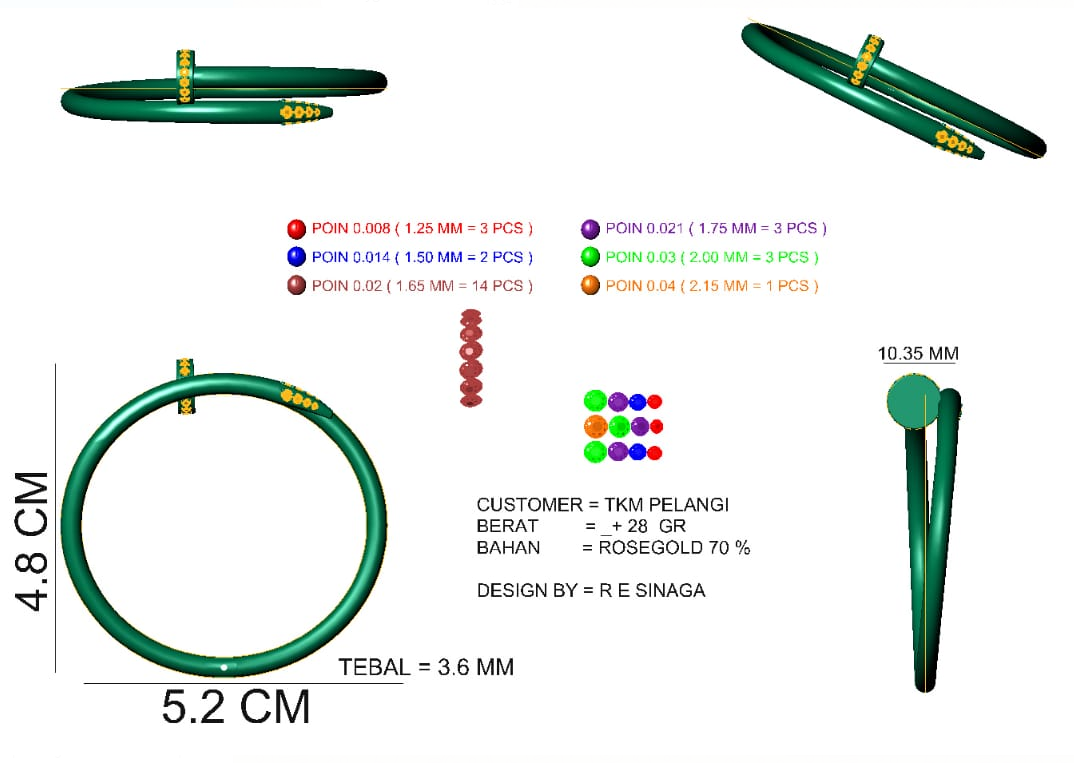 POIN 0.008 ( 1.25 MM = 3 PCS )
POIN 0.021 ( 1.75 MM = 3 PCS )
POIN 0.014 ( 1.50 MM = 2 PCS )
POIN 0.03 ( 2.00 MM = 3 PCS )
POIN 0.02 ( 1.65 MM = 14 PCS )
POIN 0.04 ( 2.15 MM = 1 PCS )
10.35 MM
4.8 CM
CUSTOMER = TKM PELANGI
BERAT = _+ 28 GR
BAHAN = ROSEGOLD 70 %
DESIGN BY = R E SINAGA
TEBAL = 3.6 MM
5.2 CM